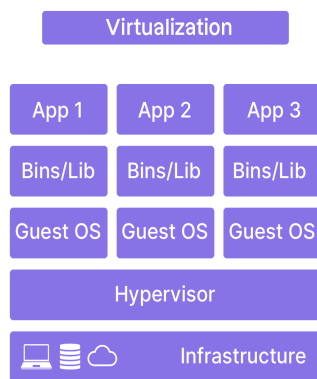 Virtualization
App 1 App 2 App 3
Bins/Lib Bins/Lib Bins/Lib
Guest OS Guest OS Guest OS
Hypervisor
Infrastructure